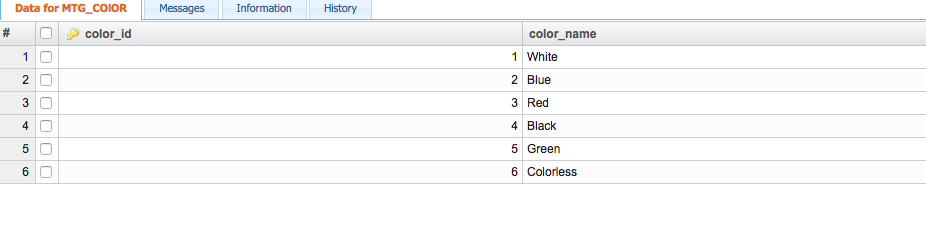 Data for MTG_COlOR Messages Information History
# color_id color_name
1 1 White
2 2 Blue
3 3 Red
4 4 Black
5 5 Green
6 6 Colorless